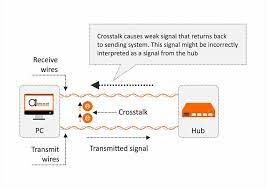 Crosstalk causes weak signal that returns back
to sending system. This signal might be incorrectly
interpreted as a signal from the hub
Receive
wires
Crosstalk
PC
Hub
Transmit
wires
Transmitted signal